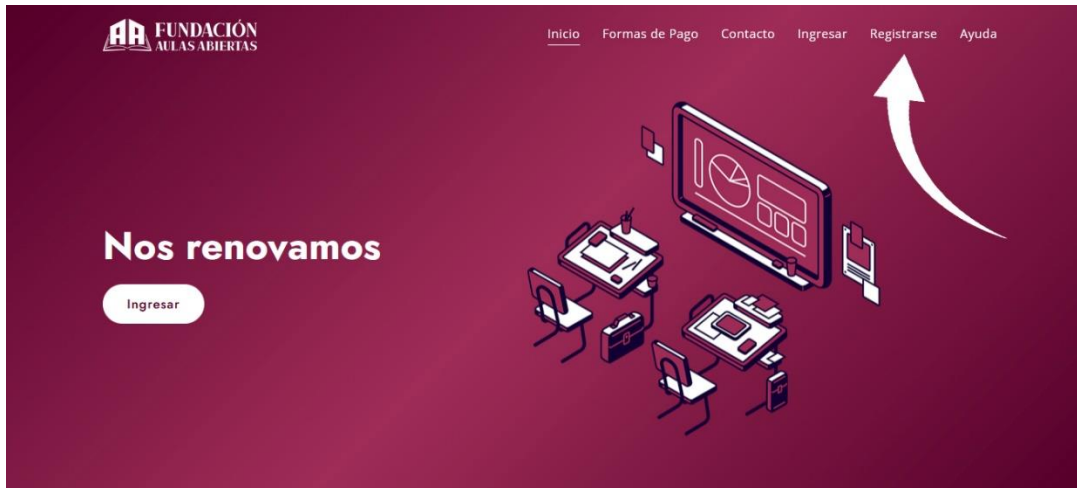 FUNDACIÓN
AULAS ABIERTAS
Inicio Formas de Pago Contacto Ingresar Registrarse Ayuda
Nos renovamos
Ingresar